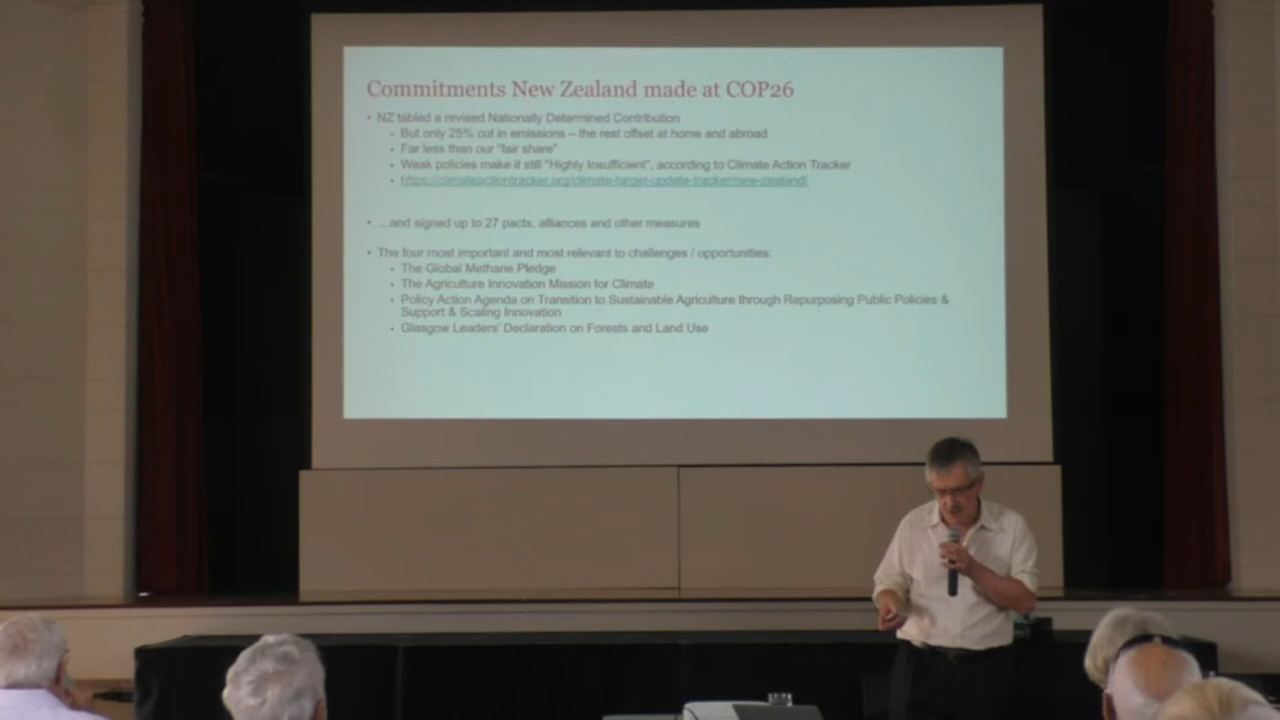 Commitments New Zealand made at COP26
• NZ tabled a revised Nationally Determined Contribution
• But only 25% cut in emissions – the rest offset at home and abroad
• Far less than our "fair share"
• Weak policies make it still "Highly Insufficient", according to Climate Action Tracker
• https://climateactiontracker.org/climate-target-update-tracker/new-zealand/
• …and signed up to 27 pacts, alliances and other measures
• The four most important and most relevant to challenges / opportunities:
• The Global Methane Pledge
• The Agriculture Innovation Mission for Climate
• Policy Action Agenda on Transition to Sustainable Agriculture through Repurposing Public Policies &
Support & Scaling Innovation
• Glasgow Leaders' Declaration on Forests and Land Use